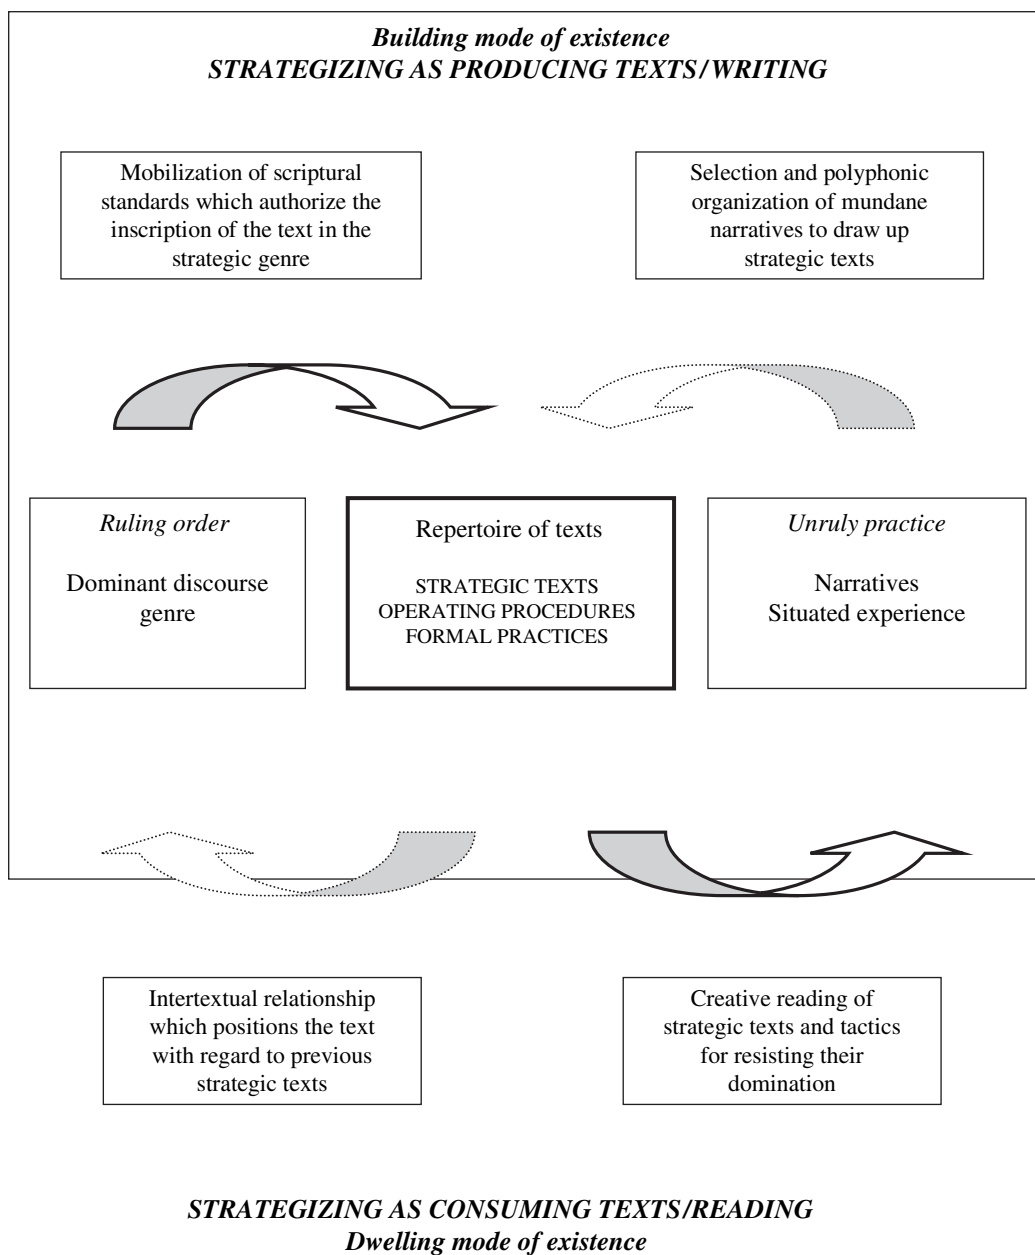 Building mode of existence
STRATEGIZING AS PRODUCING TEXTS/WRITING
Mobilization of scriptural
standards which authorize the
inscription of the text in the
strategic genre
Selection and polyphonic
organization of mundane
narratives to draw up
strategic texts
Ruling order
Dominant discourse
genre
Repertoire of texts
STRATEGIC TEXTS
OPERATING PROCEDURES
FORMAL PRACTICES
Unruly practice
Narratives
Situated experience
Intertextual relationship
which positions the text
with regard to previous
strategic texts
Creative reading of
strategic texts and tactics
for resisting their
domination
STRATEGIZING AS CONSUMING TEXTS/READING
Dwelling mode of existence